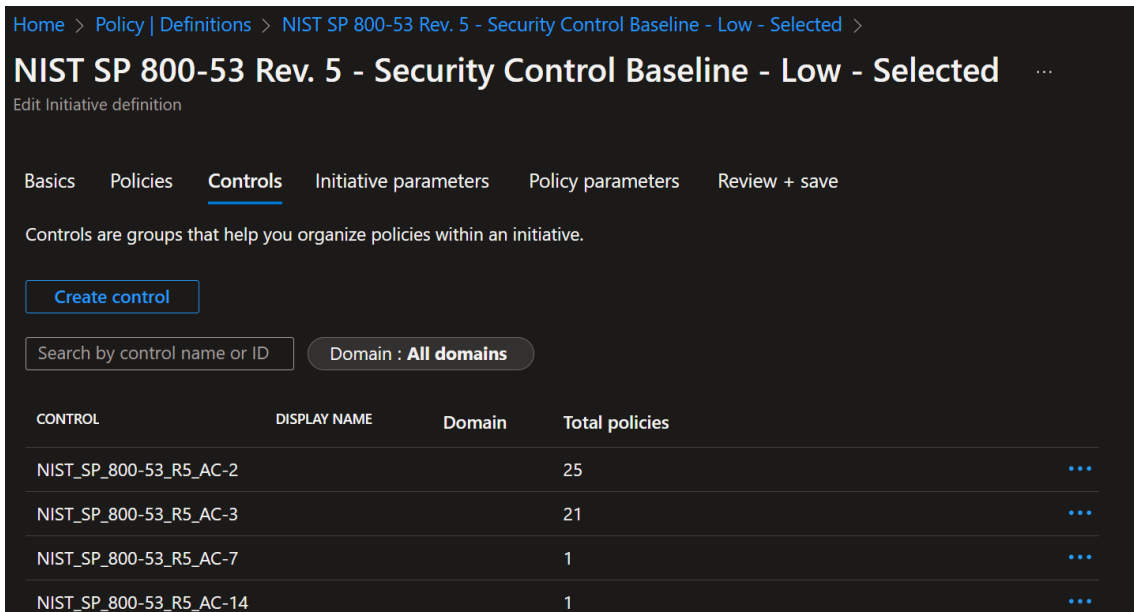 Home > Policy | Definitions > NIST SP 800-53 Rev. 5 - Security Control Baseline - Low - Selected >
NIST SP 800-53 Rev. 5 - Security Control Baseline - Low - Selected ...
Edit Initiative definition
Basics Policies Controls Initiative parameters Policy parameters Review + save
Controls are groups that help you organize policies within an initiative.
Create control
Search by control name or ID Domain : All domains
CONTROL DISPLAY NAME Domain Total policies
NIST_SP_800-53_R5_AC-2 25 •••
NIST_SP_800-53_R5_AC-3 21 •••
NIST_SP_800-53_R5_AC-7 1 •••
NIST_SP_800-53_R5_AC-14 1 •••